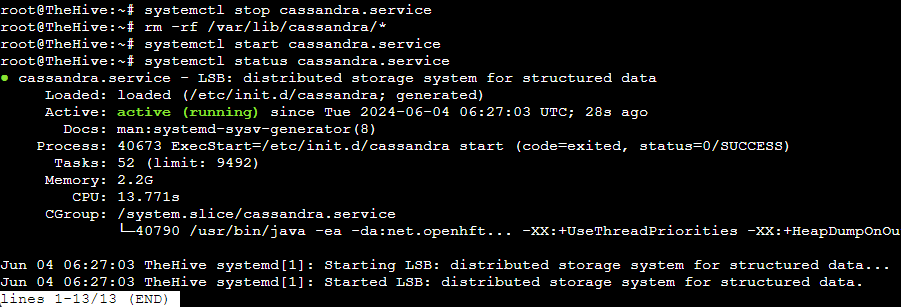 root@TheHive:~# systemctl stop cassandra.service
root@TheHive:~# rm -rf /var/lib/cassandra/*
root@TheHive:~# systemctl start cassandra.service
root@TheHive:~# systemctl status cassandra.service
● cassandra.service - LSB: distributed storage system for structured data
     Loaded: loaded (/etc/init.d/cassandra; generated)
     Active: active (running) since Tue 2024-06-04 06:27:03 UTC; 28s ago
       Docs: man:systemd-sysv-generator(8)
    Process: 40673 ExecStart=/etc/init.d/cassandra start (code=exited, status=0/SUCCESS)
      Tasks: 52 (limit: 9492)
     Memory: 2.2G
        CPU: 13.771s
     CGroup: /system.slice/cassandra.service
             └─40790 /usr/bin/java -ea -da:net.openhft... -XX:+UseThreadPriorities -XX:+HeapDumpOnOu
Jun 04 06:27:03 TheHive systemd[1]: Starting LSB: distributed storage system for structured data...
Jun 04 06:27:03 TheHive systemd[1]: Started LSB: distributed storage system for structured data.
lines 1-13/13 (END)